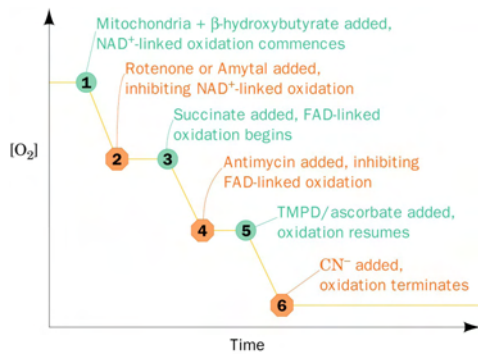 Mitochondria + β-hydroxybutyrate added,
NAD⁺-linked oxidation commences
1
Rotenone or Amytal added,
inhibiting NAD⁺-linked oxidation
Succinate added, FAD-linked
oxidation begins
[O₂]
2
3
Antimycin added, inhibiting
FAD-linked oxidation
TMPD/ascorbate added,
oxidation resumes
4
5
CN⁻ added,
oxidation terminates
6
Time